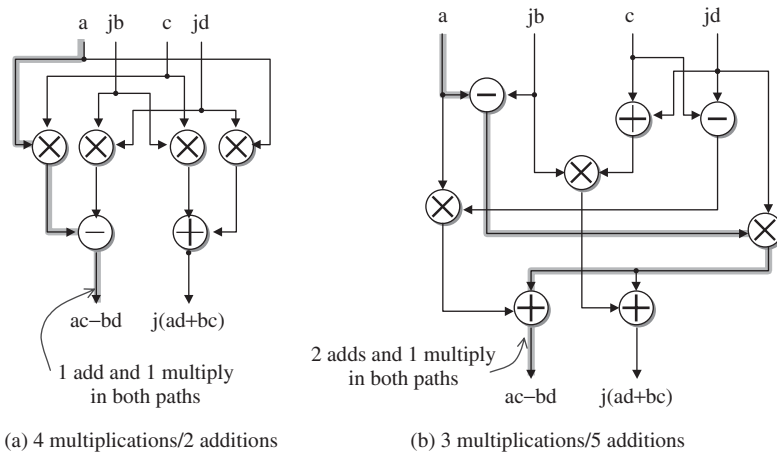 a jb c jd
ac−bd j(ad+bc)
1 add and 1 multiply
in both paths
(a) 4 multiplications/2 additions
a jb c jd
2 adds and 1 multiply
in both paths
ac−bd j(ad+bc)
(b) 3 multiplications/5 additions